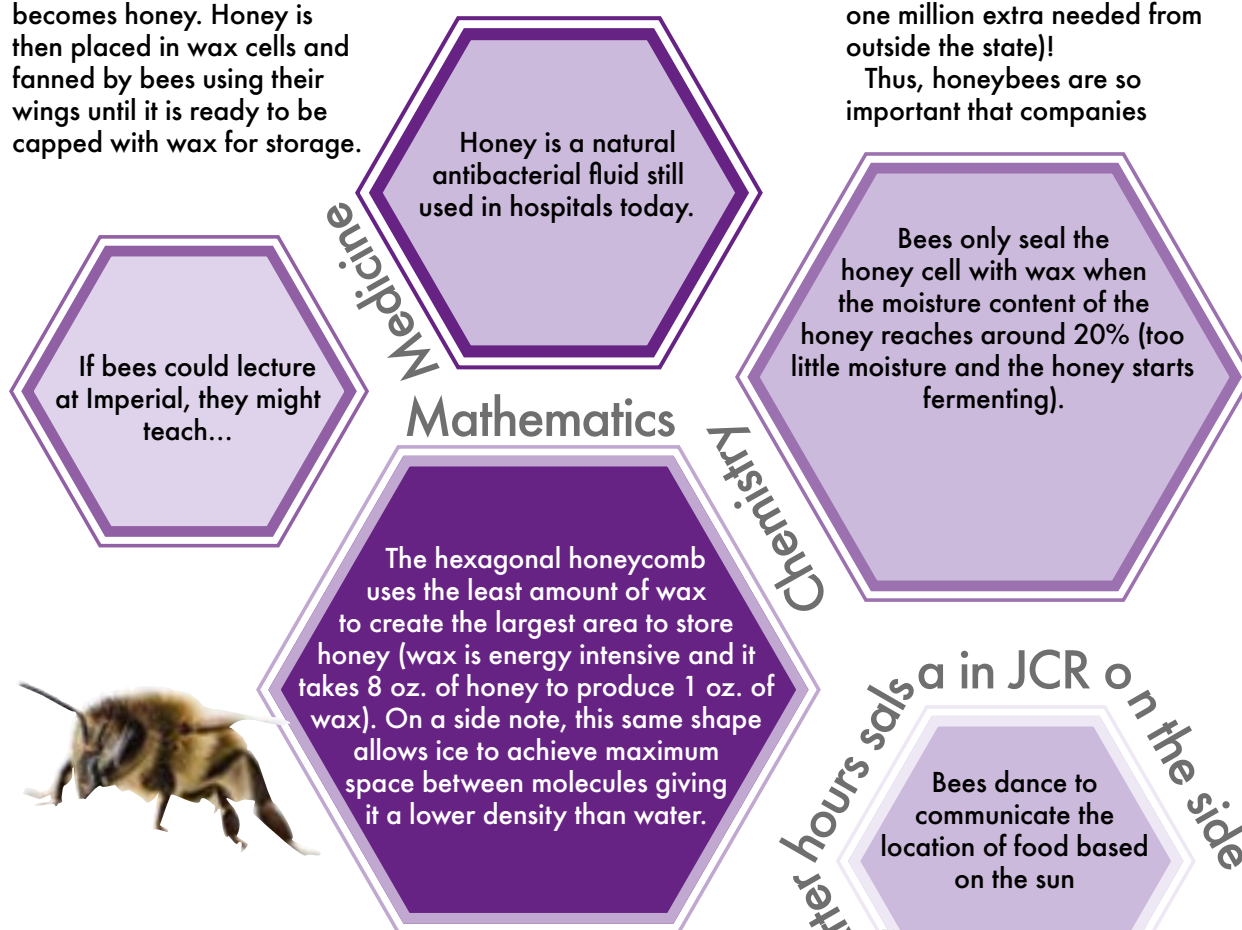 becomes honey. Honey is
then placed in wax cells and
fanned by bees using their
wings until it is ready to be
capped with wax for storage.
one million extra needed from
outside the state)!
Thus, honeybees are so
important that companies
If bees could lecture
at Imperial, they might
teach...
Medicine
Honey is a natural
antibacterial fluid still
used in hospitals today.
Chemistry
Bees only seal the
honey cell with wax when
the moisture content of the
honey reaches around 20% (too
little moisture and the honey starts
fermenting).
Mathematics
The hexagonal honeycomb
uses the least amount of wax
to create the largest area to store
honey (wax is energy intensive and it
takes 8 oz. of honey to produce 1 oz. of
wax). On a side note, this same shape
allows ice to achieve maximum
space between molecules giving
it a lower density than water.
hours salsa in JCR on the side
Bees dance to
communicate the
location of food based
on the sun